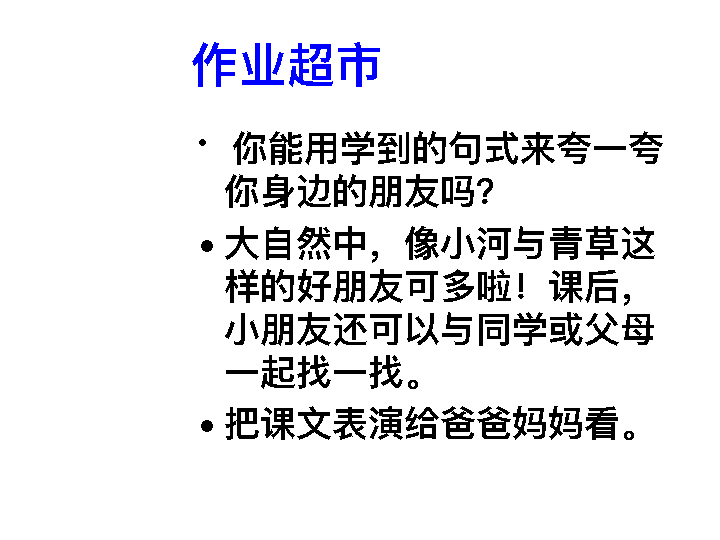 作业超市
• 你能用学到的句式来夸一夸
你身边的朋友吗？
• 大自然中，像小河与青草这
样的好朋友可多啦！课后，
小朋友还可以与同学或父母
一起找一找。
• 把课文表演给爸爸妈妈看。